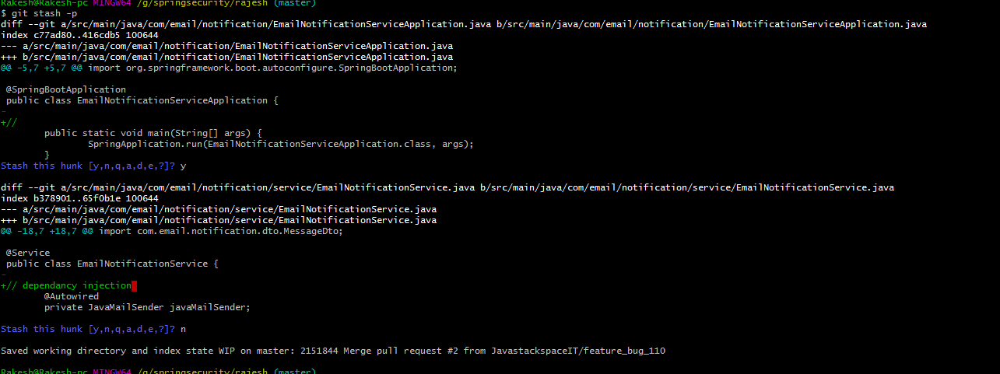 Rakesh@Rakesh-pc MINGW64 /g/springsecurity/rajesh (master)
$ git stash -p
diff --git a/src/main/java/com/email/notification/EmailNotificationServiceApplication.java b/src/main/java/com/email/notification/EmailNotificationServiceApplication.java
index c77ad80..416cdb5 100644
--- a/src/main/java/com/email/notification/EmailNotificationServiceApplication.java
+++ b/src/main/java/com/email/notification/EmailNotificationServiceApplication.java
@@ -5,7 +5,7 @@ import org.springframework.boot.autoconfigure.SpringBootApplication;
@SpringBootApplication
public class EmailNotificationServiceApplication {
-
+//
public static void main(String[] args) {
SpringApplication.run(EmailNotificationServiceApplication.class, args);
}
Stash this hunk [y,n,q,a,d,e,?]? y
diff --git a/src/main/java/com/email/notification/service/EmailNotificationService.java b/src/main/java/com/email/notification/service/EmailNotificationService.java
index b378901..65f0b1e 100644
--- a/src/main/java/com/email/notification/service/EmailNotificationService.java
+++ b/src/main/java/com/email/notification/service/EmailNotificationService.java
@@ -18,7 +18,7 @@ import com.email.notification.dto.MessageDto;
@Service
public class EmailNotificationService {
-
+// dependancy injection
@Autowired
private JavaMailSender javaMailSender;
Stash this hunk [y,n,q,a,d,e,?]? n
Saved working directory and index state WIP on master: 2151844 Merge pull request #2 from JavastackspaceIT/feature_bug_110
Rakesh@Rakesh-pc MINGW64 /g/springsecurity/rajesh (master)